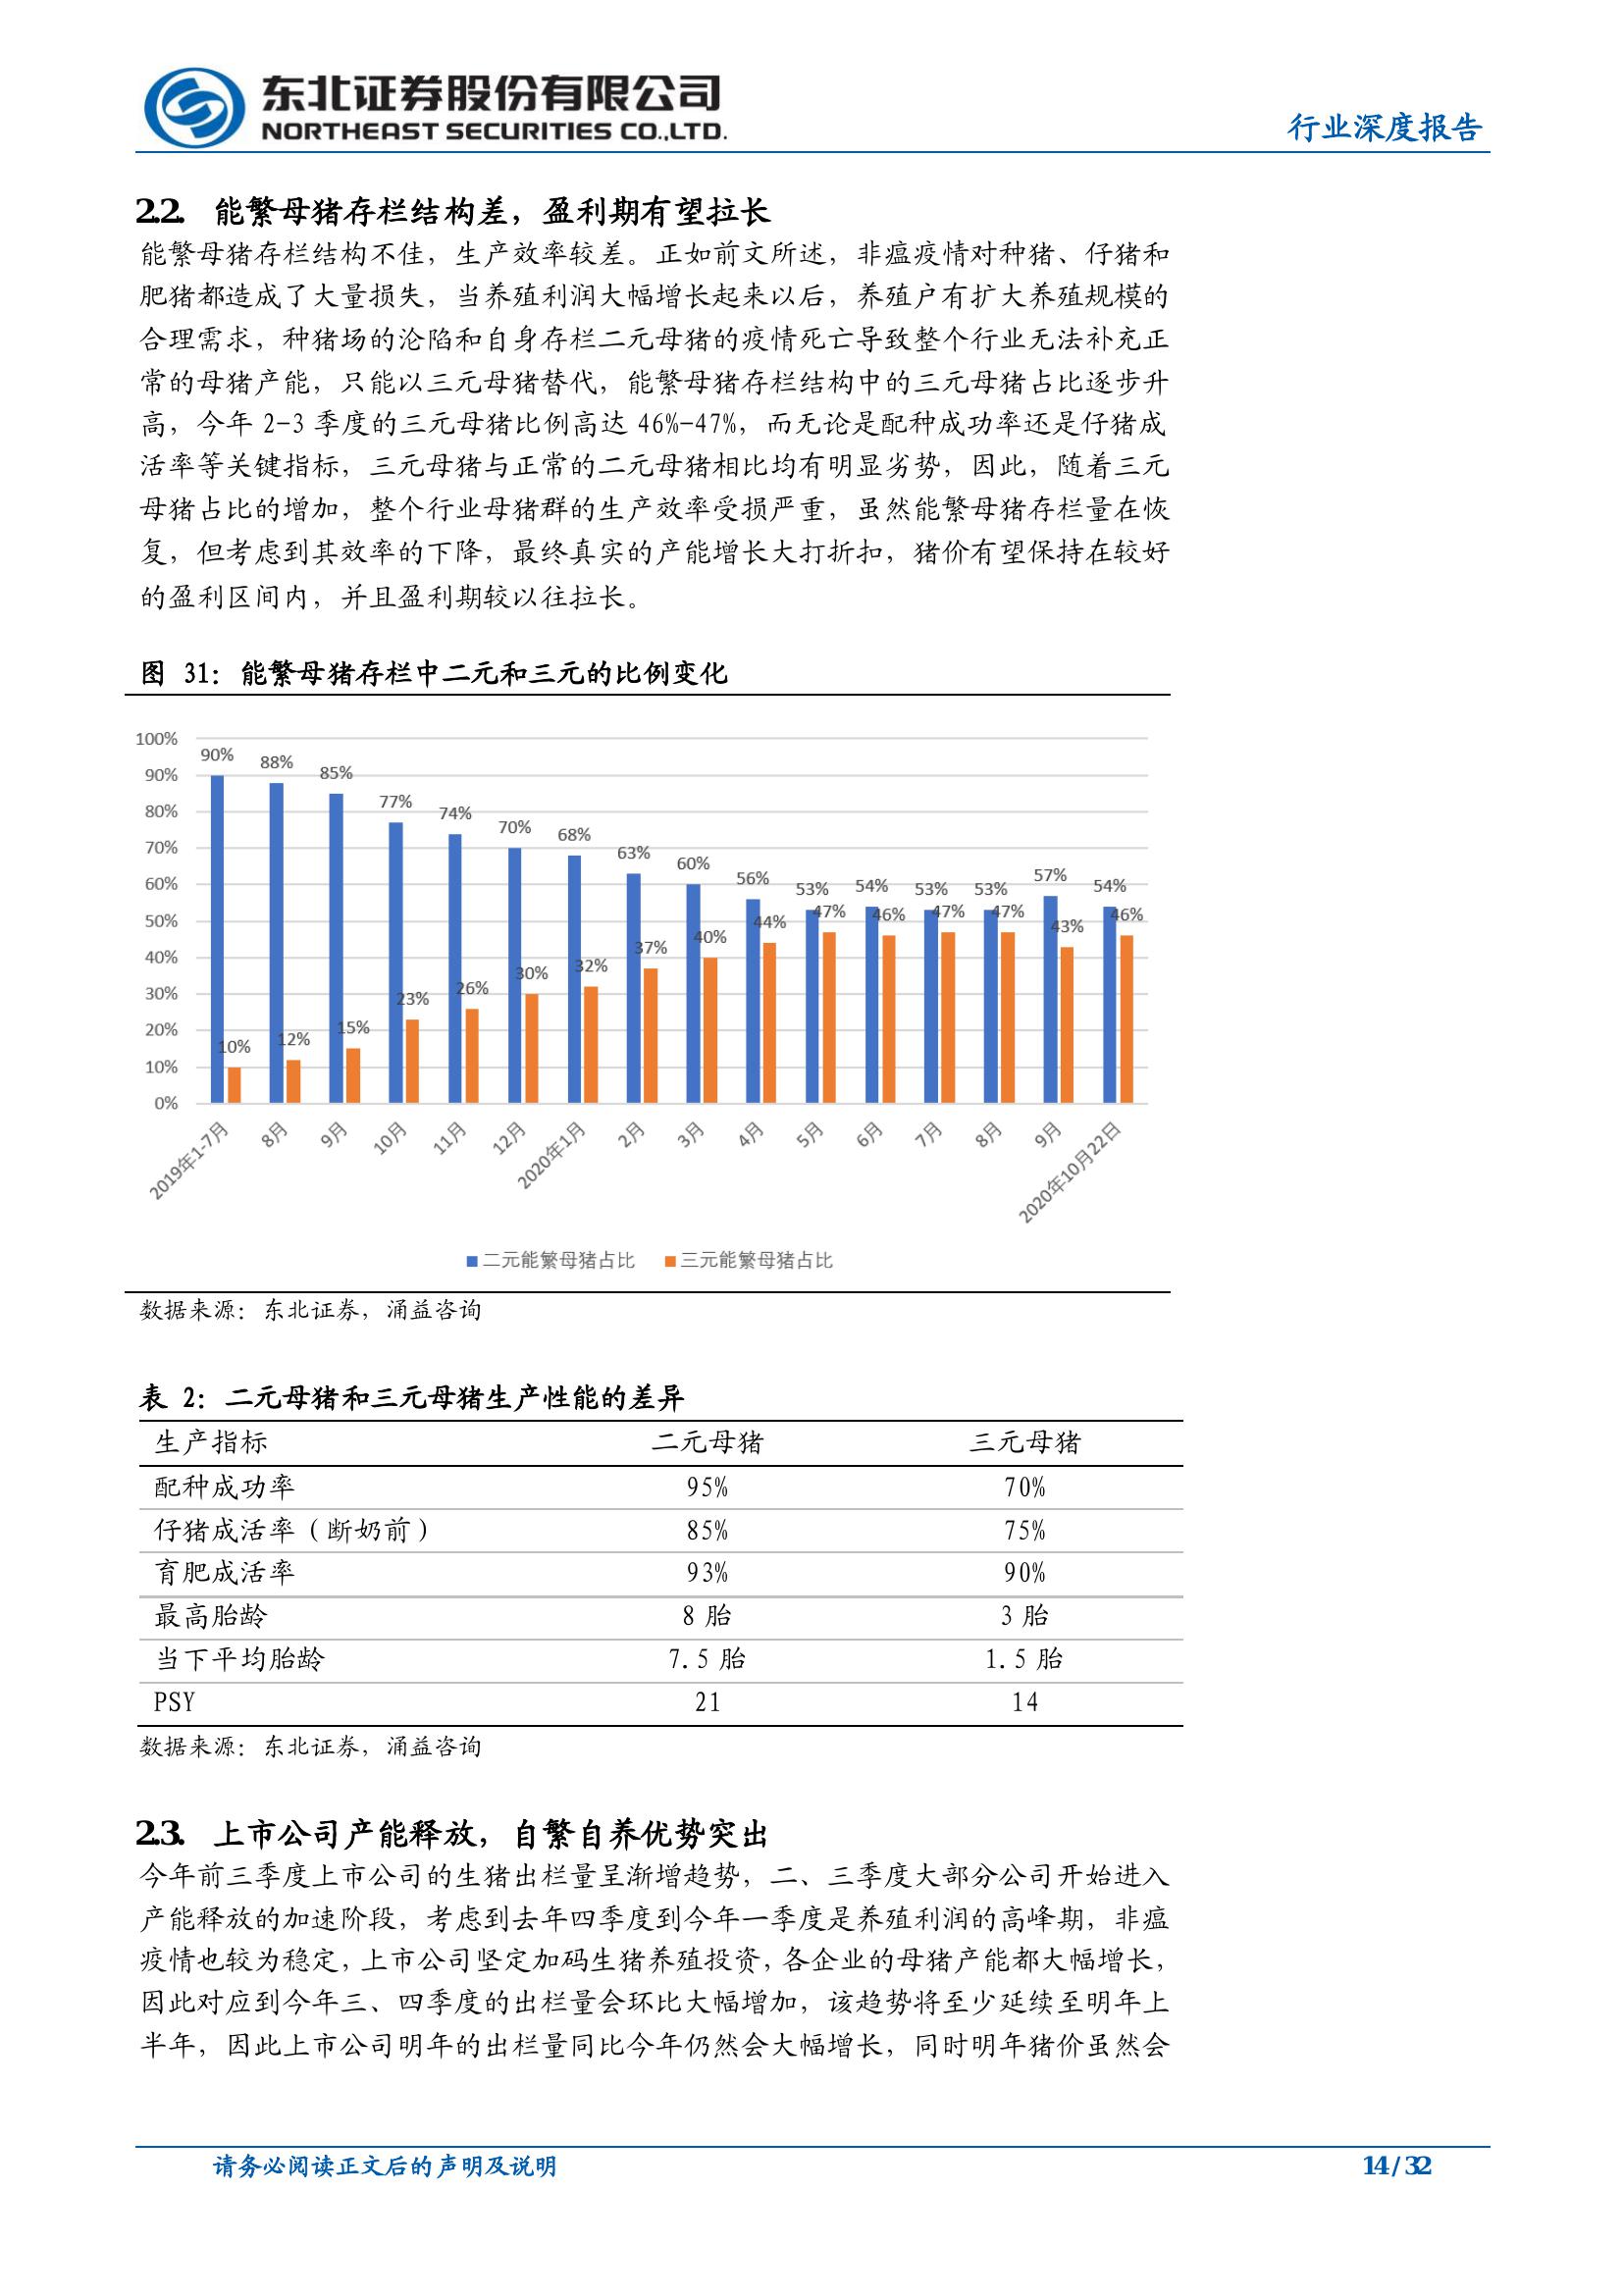 东北证券股份有限公司
NORTHEAST SECURITIES CO.,LTD.
行业深度报告
2.2. 能繁母猪存栏结构差，盈利期有望拉长
能繁母猪存栏结构不佳，生产效率较差。正如前文所述，非瘟疫情对种猪、仔猪和
肥猪都造成了大量损失，当养殖利润大幅增长起来以后，养殖户有扩大养殖规模的
合理需求，种猪场的沦陷和自身存栏二元母猪的疫情死亡导致整个行业无法补充正
常的母猪产能，只能以三元母猪替代，能繁母猪存栏结构中的三元母猪占比逐步升
高，今年 2-3 季度的三元母猪比例高达 46%-47%，而无论是配种成功率还是仔猪成
活率等关键指标，三元母猪与正常的二元母猪相比均有明显劣势，因此，随着三元
母猪占比的增加，整个行业母猪群的生产效率受损严重，虽然能繁母猪存栏量在恢
复，但考虑到其效率的下降，最终真实的产能增长大打折扣，猪价有望保持在较好
的盈利区间内，并且盈利期较以往拉长。
图 31：能繁母猪存栏中二元和三元的比例变化
100%
90%
80%
70%
60%
50%
40%
30%
20%
10%
0%
90% 88% 85% 77% 74% 70% 68% 63% 60% 56% 53% 54% 53% 53% 57% 54%
10% 12% 15% 23% 26% 30% 32% 37% 40% 44% 47% 46% 47% 47% 43% 46%
2019年1-7月 8月 9月 10月 11月 12月 2020年1月 2月 3月 4月 5月 6月 7月 8月 9月 2020年10月22日
二元能繁母猪占比 三元能繁母猪占比
数据来源：东北证券，涌益咨询
表 2：二元母猪和三元母猪生产性能的差异
生产指标 二元母猪 三元母猪
配种成功率 95% 70%
仔猪成活率（断奶前） 85% 75%
育肥成活率 93% 90%
最高胎龄 8 胎 3 胎
当下平均胎龄 7.5 胎 1.5 胎
PSY 21 14
数据来源：东北证券，涌益咨询
2.3. 上市公司产能释放，自繁自养优势突出
今年前三季度上市公司的生猪出栏量呈渐增趋势，二、三季度大部分公司开始进入
产能释放的加速阶段，考虑到去年四季度到今年一季度是养殖利润的高峰期，非瘟
疫情也较为稳定，上市公司坚定加码生猪养殖投资，各企业的母猪产能都大幅增长，
因此对应到今年三、四季度的出栏量会环比大幅增加，该趋势将至少延续至明年上
半年，因此上市公司明年的出栏量同比今年仍然会大幅增长，同时明年猪价虽然会
请务必阅读正文后的声明及说明
14 / 32